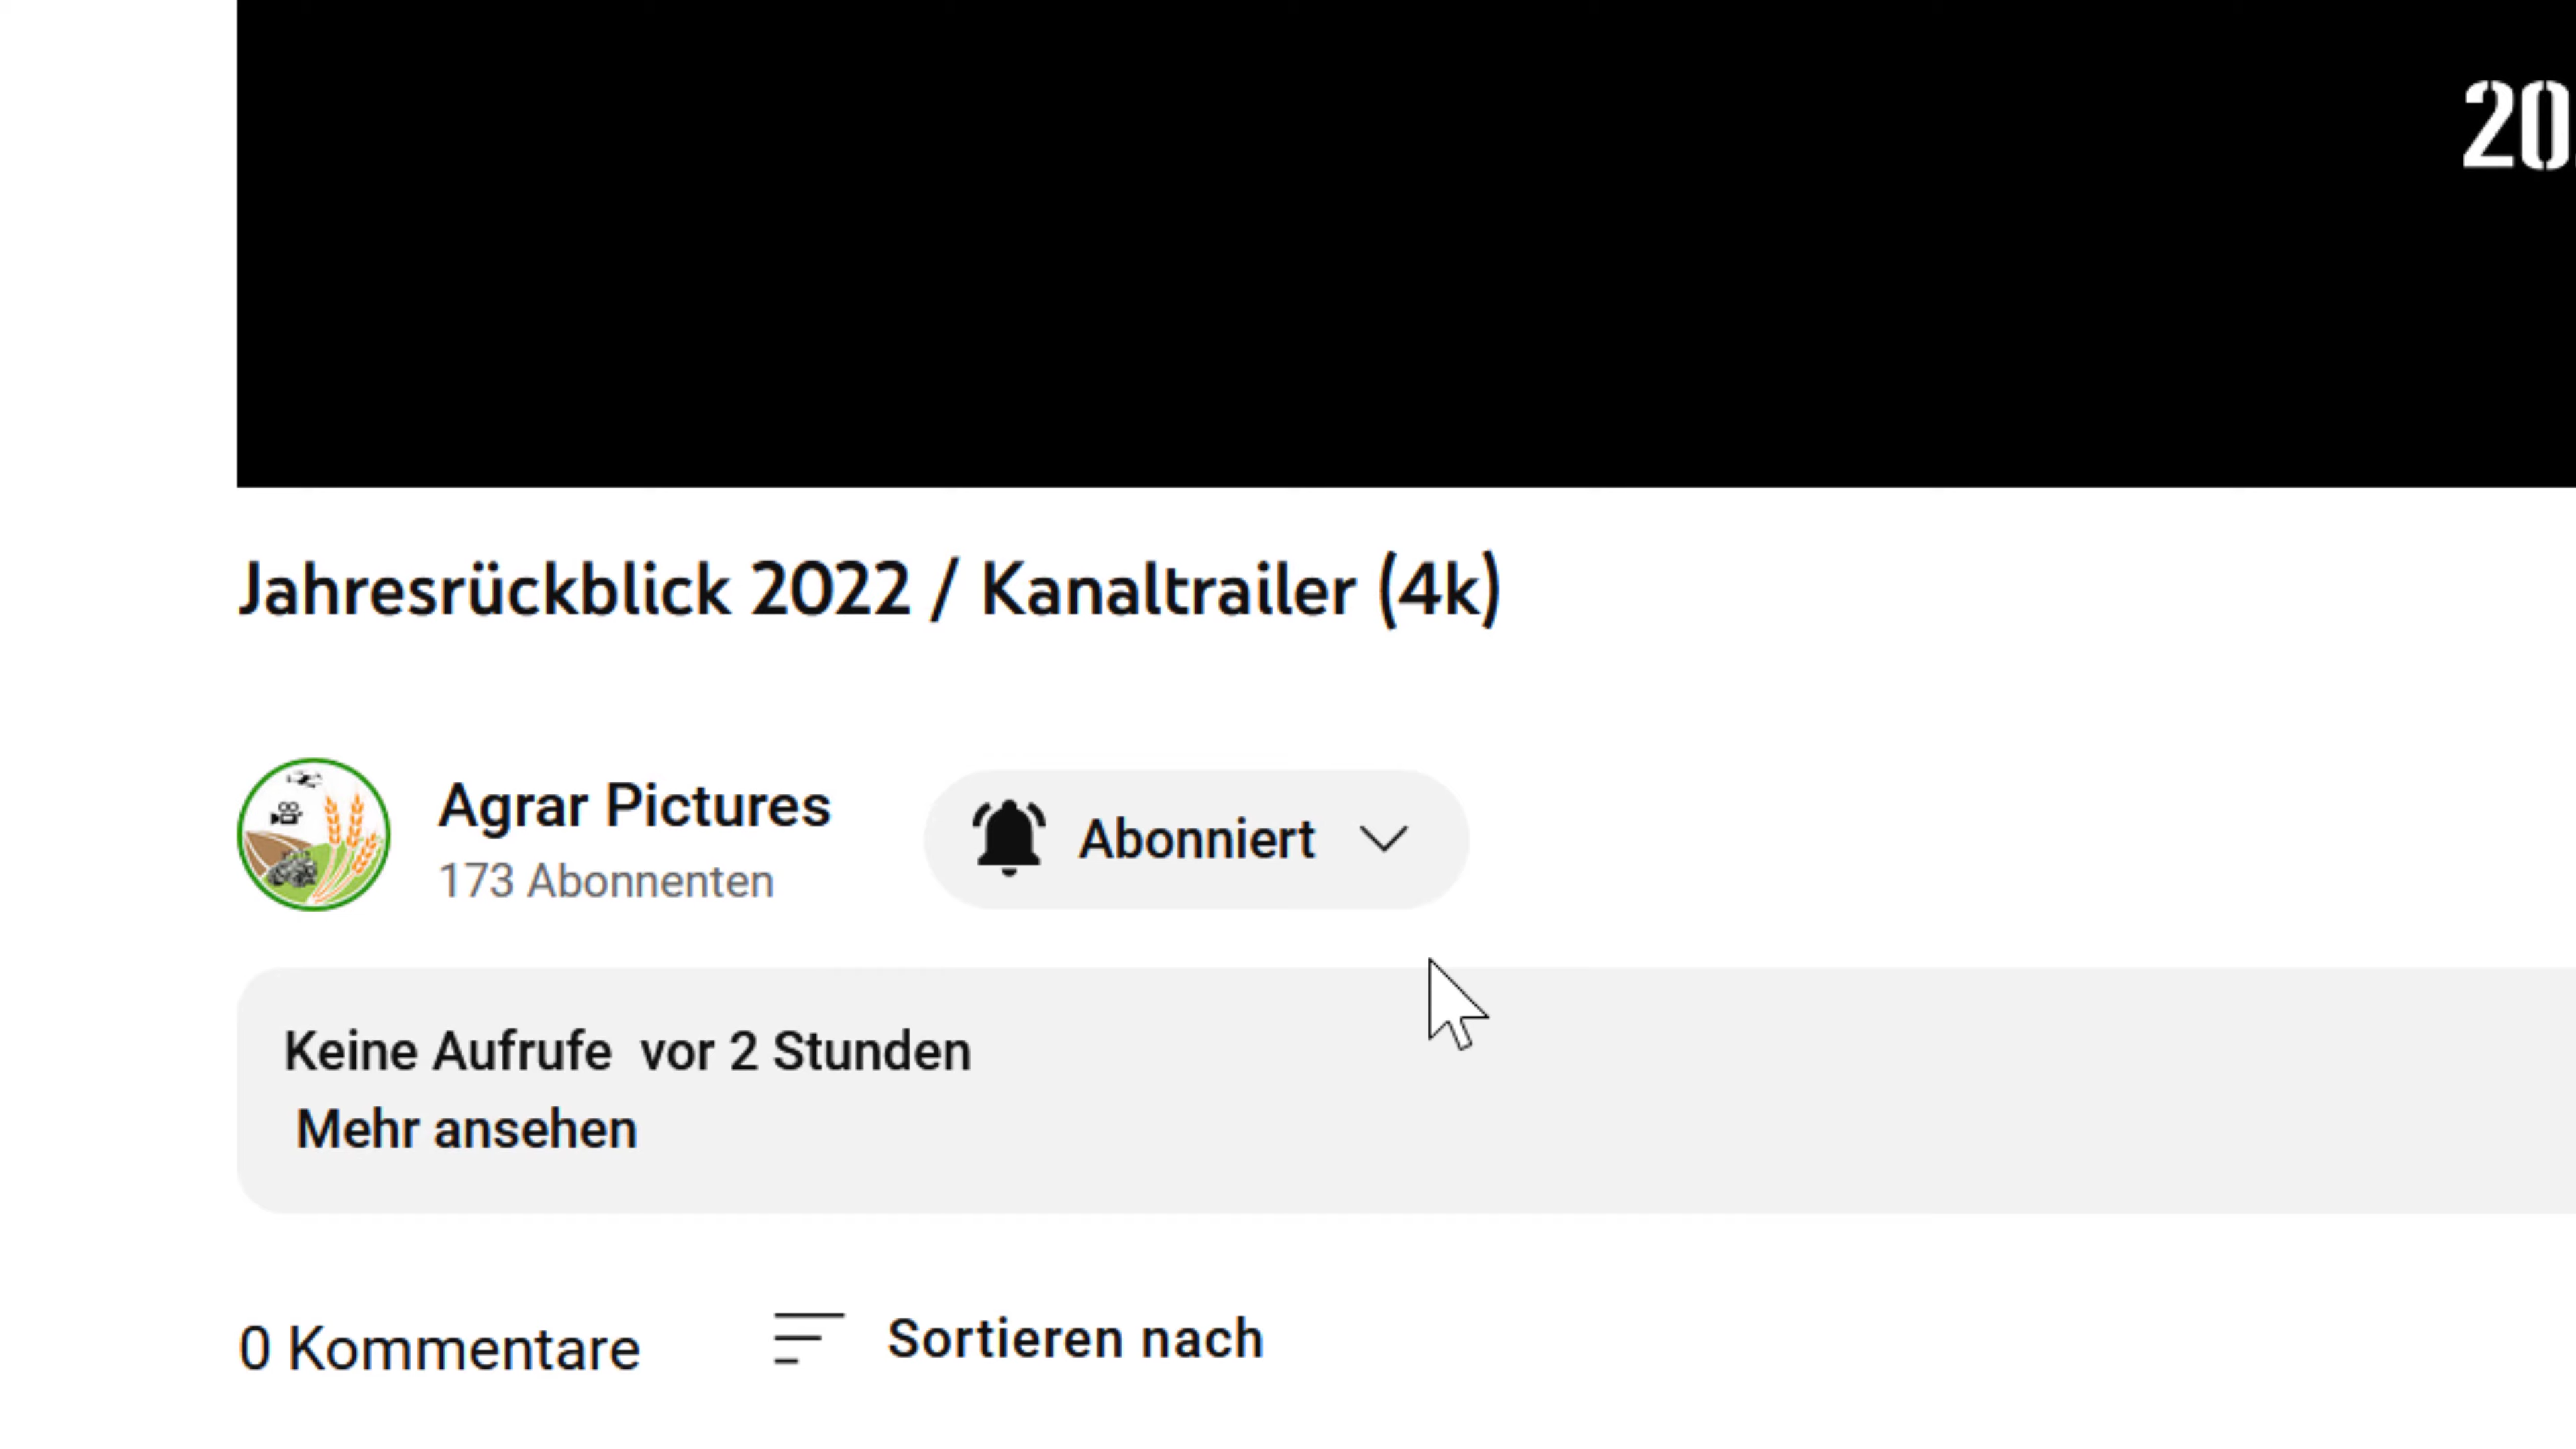 20
Jahresrückblick 2022 / Kanaltrailer (4k)
Agrar Pictures
173 Abonnenten
Abonniert
Keine Aufrufe vor 2 Stunden
Mehr ansehen
0 Kommentare
Sortieren nach